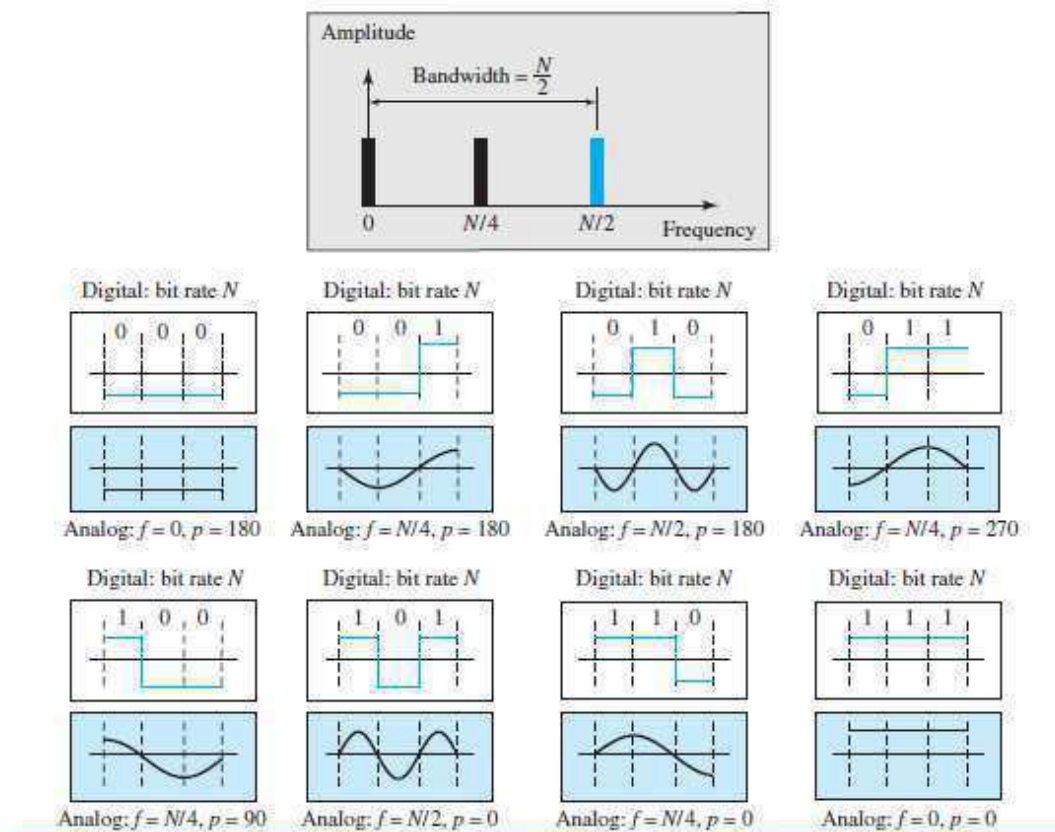 Amplitude
Bandwidth = N/2
0 N/4 N/2 Frequency
Digital: bit rate N Digital: bit rate N Digital: bit rate N Digital: bit rate N
0 0 0 0 0 1 0 1 0 0 1 1
Analog: f = 0, p = 180 Analog: f = N/4, p = 180 Analog: f = N/2, p = 180 Analog: f = N/4, p = 270
Digital: bit rate N Digital: bit rate N Digital: bit rate N Digital: bit rate N
1 0 0 1 0 1 1 1 0 1 1 1
Analog: f = N/4, p = 90 Analog: f = N/2, p = 0 Analog: f = N/4, p = 0 Analog: f = 0, p = 0